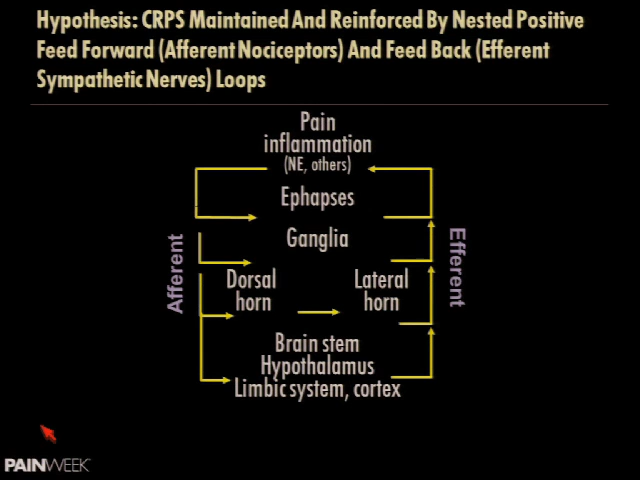 Hypothesis: CRPS Maintained And Reinforced By Nested Positive
Feed Forward (Afferent Nociceptors) And Feed Back (Efferent
Sympathetic Nerves) Loops
Pain
inflammation
(NE, others)
Ephapses
Ganglia
Afferent
Efferent
Dorsal
horn
Lateral
horn
Brain stem
Hypothalamus
Limbic system, cortex
PAINWEEK